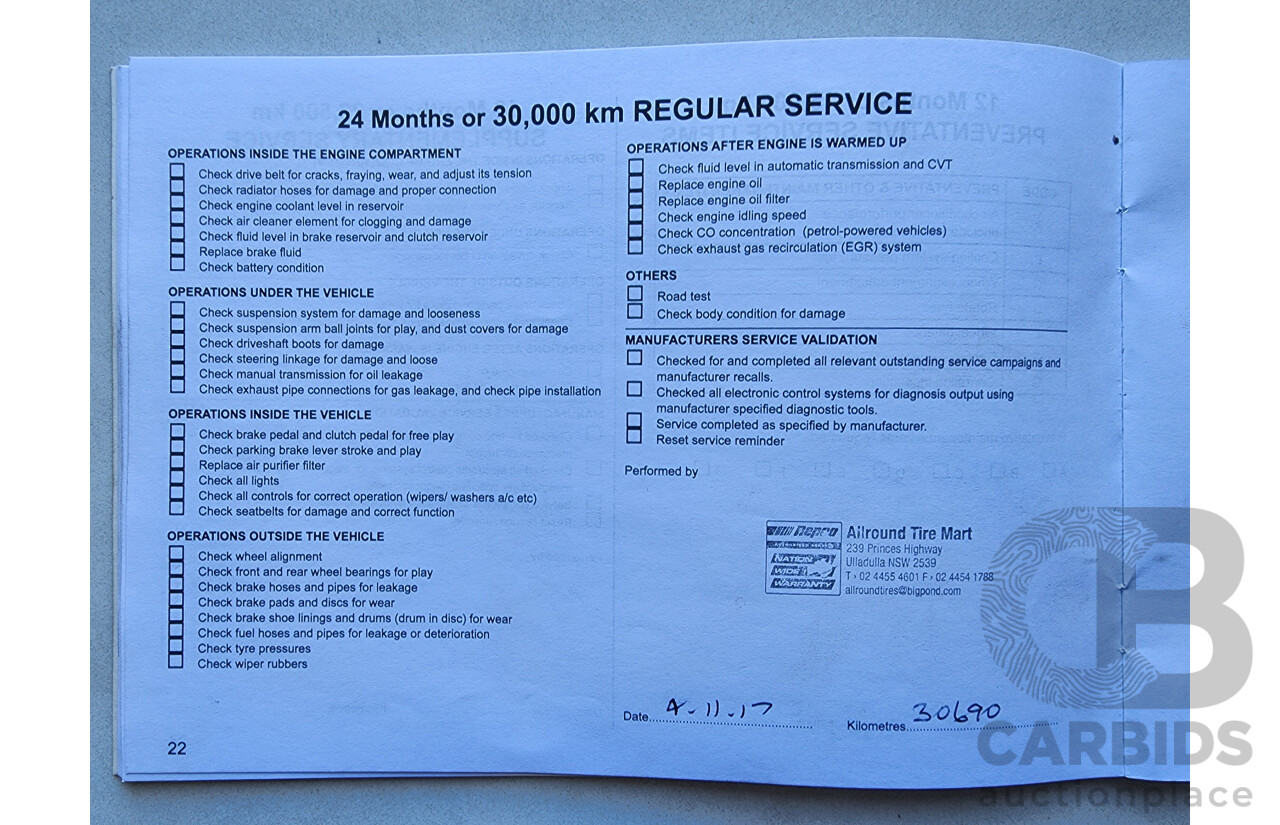 24 Months or 30,000 km REGULAR SERVICE
OPERATIONS INSIDE THE ENGINE COMPARTMENT
Check drive belt for cracks, fraying, wear, and adjust its tension
Check radiator hoses for damage and proper connection
Check engine coolant level in reservoir
Check air cleaner element for clogging and damage
Check fluid level in brake reservoir and clutch reservoir
Replace brake fluid
Check battery condition
OPERATIONS UNDER THE VEHICLE
Check suspension system for damage and looseness
Check suspension arm ball joints for play, and dust covers for damage
Check driveshaft boots for damage
Check steering linkage for damage and loose
Check manual transmission for oil leakage
Check exhaust pipe connections for gas leakage, and check pipe installation
OPERATIONS INSIDE THE VEHICLE
Check brake pedal and clutch pedal for free play
Check parking brake lever stroke and play
Replace air purifier filter
Check all lights
Check all controls for correct operation (wipers/ washers a/c etc)
Check seatbelts for damage and correct function
OPERATIONS OUTSIDE THE VEHICLE
Check wheel alignment
Check front and rear wheel bearings for play
Check brake hoses and pipes for leakage
Check brake pads and discs for wear
Check brake shoe linings and drums (drum in disc) for wear
Check fuel hoses and pipes for leakage or deterioration
Check tyre pressures
Check wiper rubbers
22
OPERATIONS AFTER ENGINE IS WARMED UP
Check fluid level in automatic transmission and CVT
Replace engine oil
Replace engine oil filter
Check engine idling speed
Check CO concentration (petrol-powered vehicles)
Check exhaust gas recirculation (EGR) system
OTHERS
Road test
Check body condition for damage
MANUFACTURERS SERVICE VALIDATION
Checked for and completed all relevant outstanding service campaigns and
manufacturer recalls.
Checked all electronic control systems for diagnosis output using
manufacturer specified diagnostic tools.
Service completed as specified by manufacturer.
Reset service reminder
Performed by
Repco
NATION
WIDE
WARRANTY
Allround Tire Mart
239 Princes Highway
Ulladulla NSW 2539
T › 02 4455 4601 F › 02 4454 1788
allroundtires@bigpond.com
Date 4-11-17
Kilometres 30690
CB
CARBIDS
auctionplace